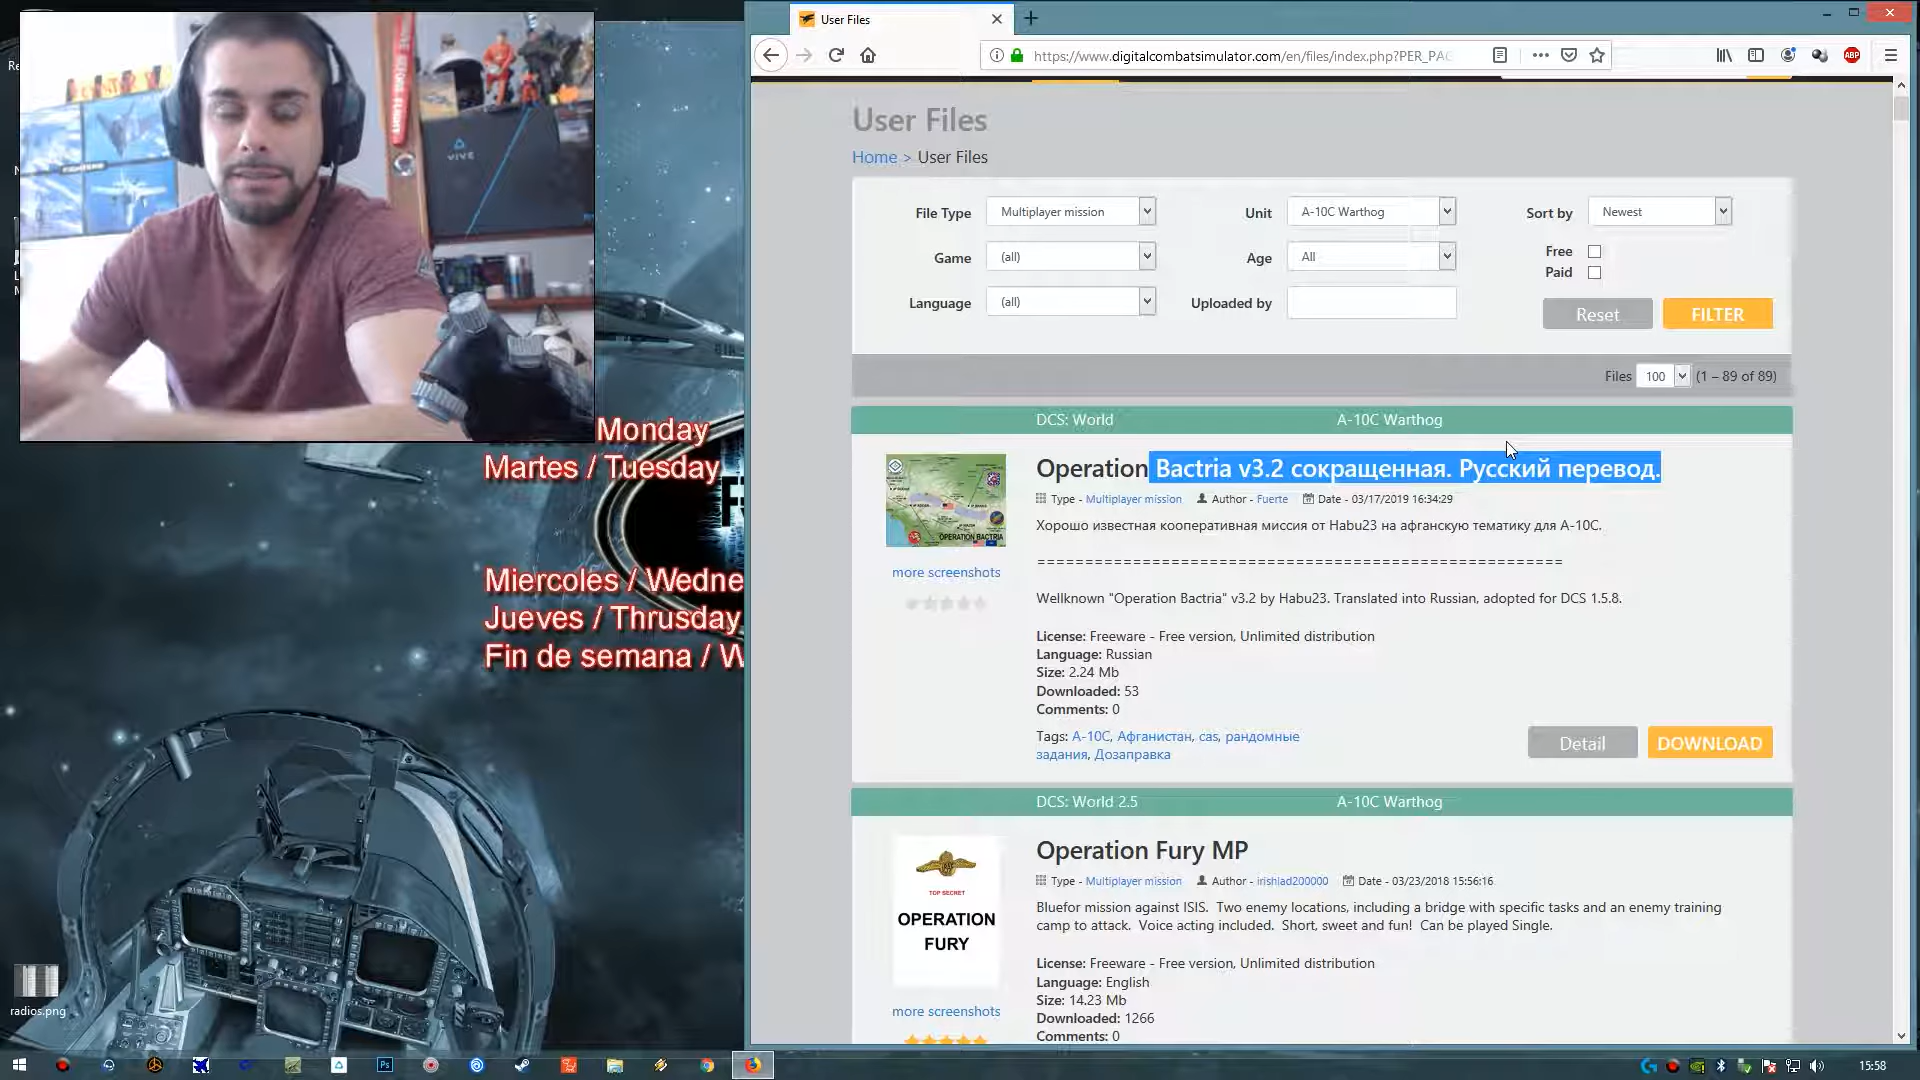 User Files
https://www.digitalcombatsimulator.com/en/files/index.php?PER_PAG
ABP
User Files
Home > User Files
File Type Multiplayer mission Unit A-10C Warthog Sort by Newest
Game (all) Age All Free
Paid
Language (all) Uploaded by Reset FILTER
Files 100 (1 – 89 of 89)
DCS: World A-10C Warthog
Operation Bactria v3.2 сокращенная. Русский перевод.
Type - Multiplayer mission Author - Fuerte Date - 03/17/2019 16:34:29
Хорошо известная кооперативная миссия от Habu23 на афганскую тематику для А-10С.
=======================================================
Wellknown "Operation Bactria" v3.2 by Habu23. Translated into Russian, adopted for DCS 1.5.8.
OPERATION BACTRIA
more screenshots
License: Freeware - Free version, Unlimited distribution
Language: Russian
Size: 2.24 Mb
Downloaded: 53
Comments: 0
Tags: A-10C, Афганистан, cas, рандомные
задания, Дозаправка
Detail DOWNLOAD
DCS: World 2.5 A-10C Warthog
Operation Fury MP
Type - Multiplayer mission Author - irishlad200000 Date - 03/23/2018 15:56:16
Bluefor mission against ISIS. Two enemy locations, including a bridge with specific tasks and an enemy training
camp to attack. Voice acting included. Short, sweet and fun! Can be played Single.
TOP SECRET
OPERATION
FURY
more screenshots
License: Freeware - Free version, Unlimited distribution
Language: English
Size: 14.23 Mb
Downloaded: 1266
Comments: 0
VIVE
Monday
Martes / Tuesday
Miercoles / Wedne
Jueves / Thrusday
Fin de semana / W
radios.png
Ps
15:58